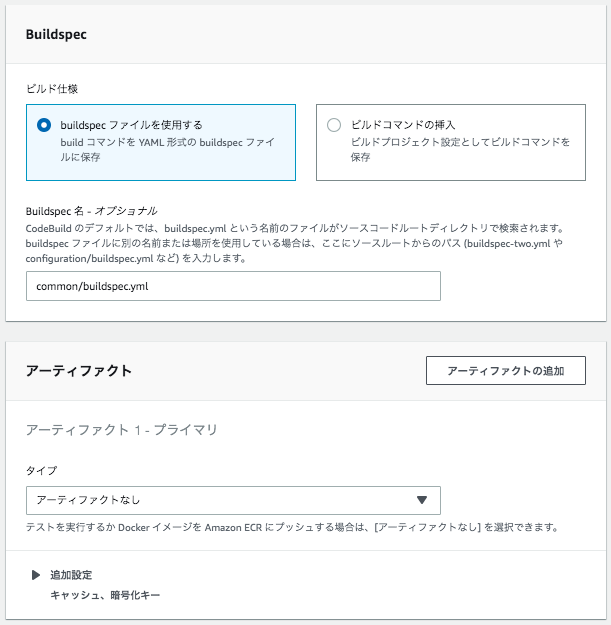 Buildspec
ビルド仕様
buildspec ファイルを使用する
build コマンドを YAML 形式の buildspec ファイ
ルに保存
ビルドコマンドの挿入
ビルドプロジェクト設定としてビルドコマンドを
保存
Buildspec 名 - オプショナル
CodeBuild のデフォルトでは、buildspec.yml という名前のファイルがソースコードルートディレクトリで検索されます。
buildspec ファイルに別の名前または場所を使用している場合は、ここにソースルートからのパス (buildspec-two.yml や
configuration/buildspec.yml など) を入力します。
common/buildspec.yml
アーティファクト
アーティファクトの追加
アーティファクト 1 - プライマリ
タイプ
アーティファクトなし
テストを実行するか Docker イメージを Amazon ECR にプッシュする場合は、[アーティファクトなし] を選択できます。
追加設定
キャッシュ、暗号化キー